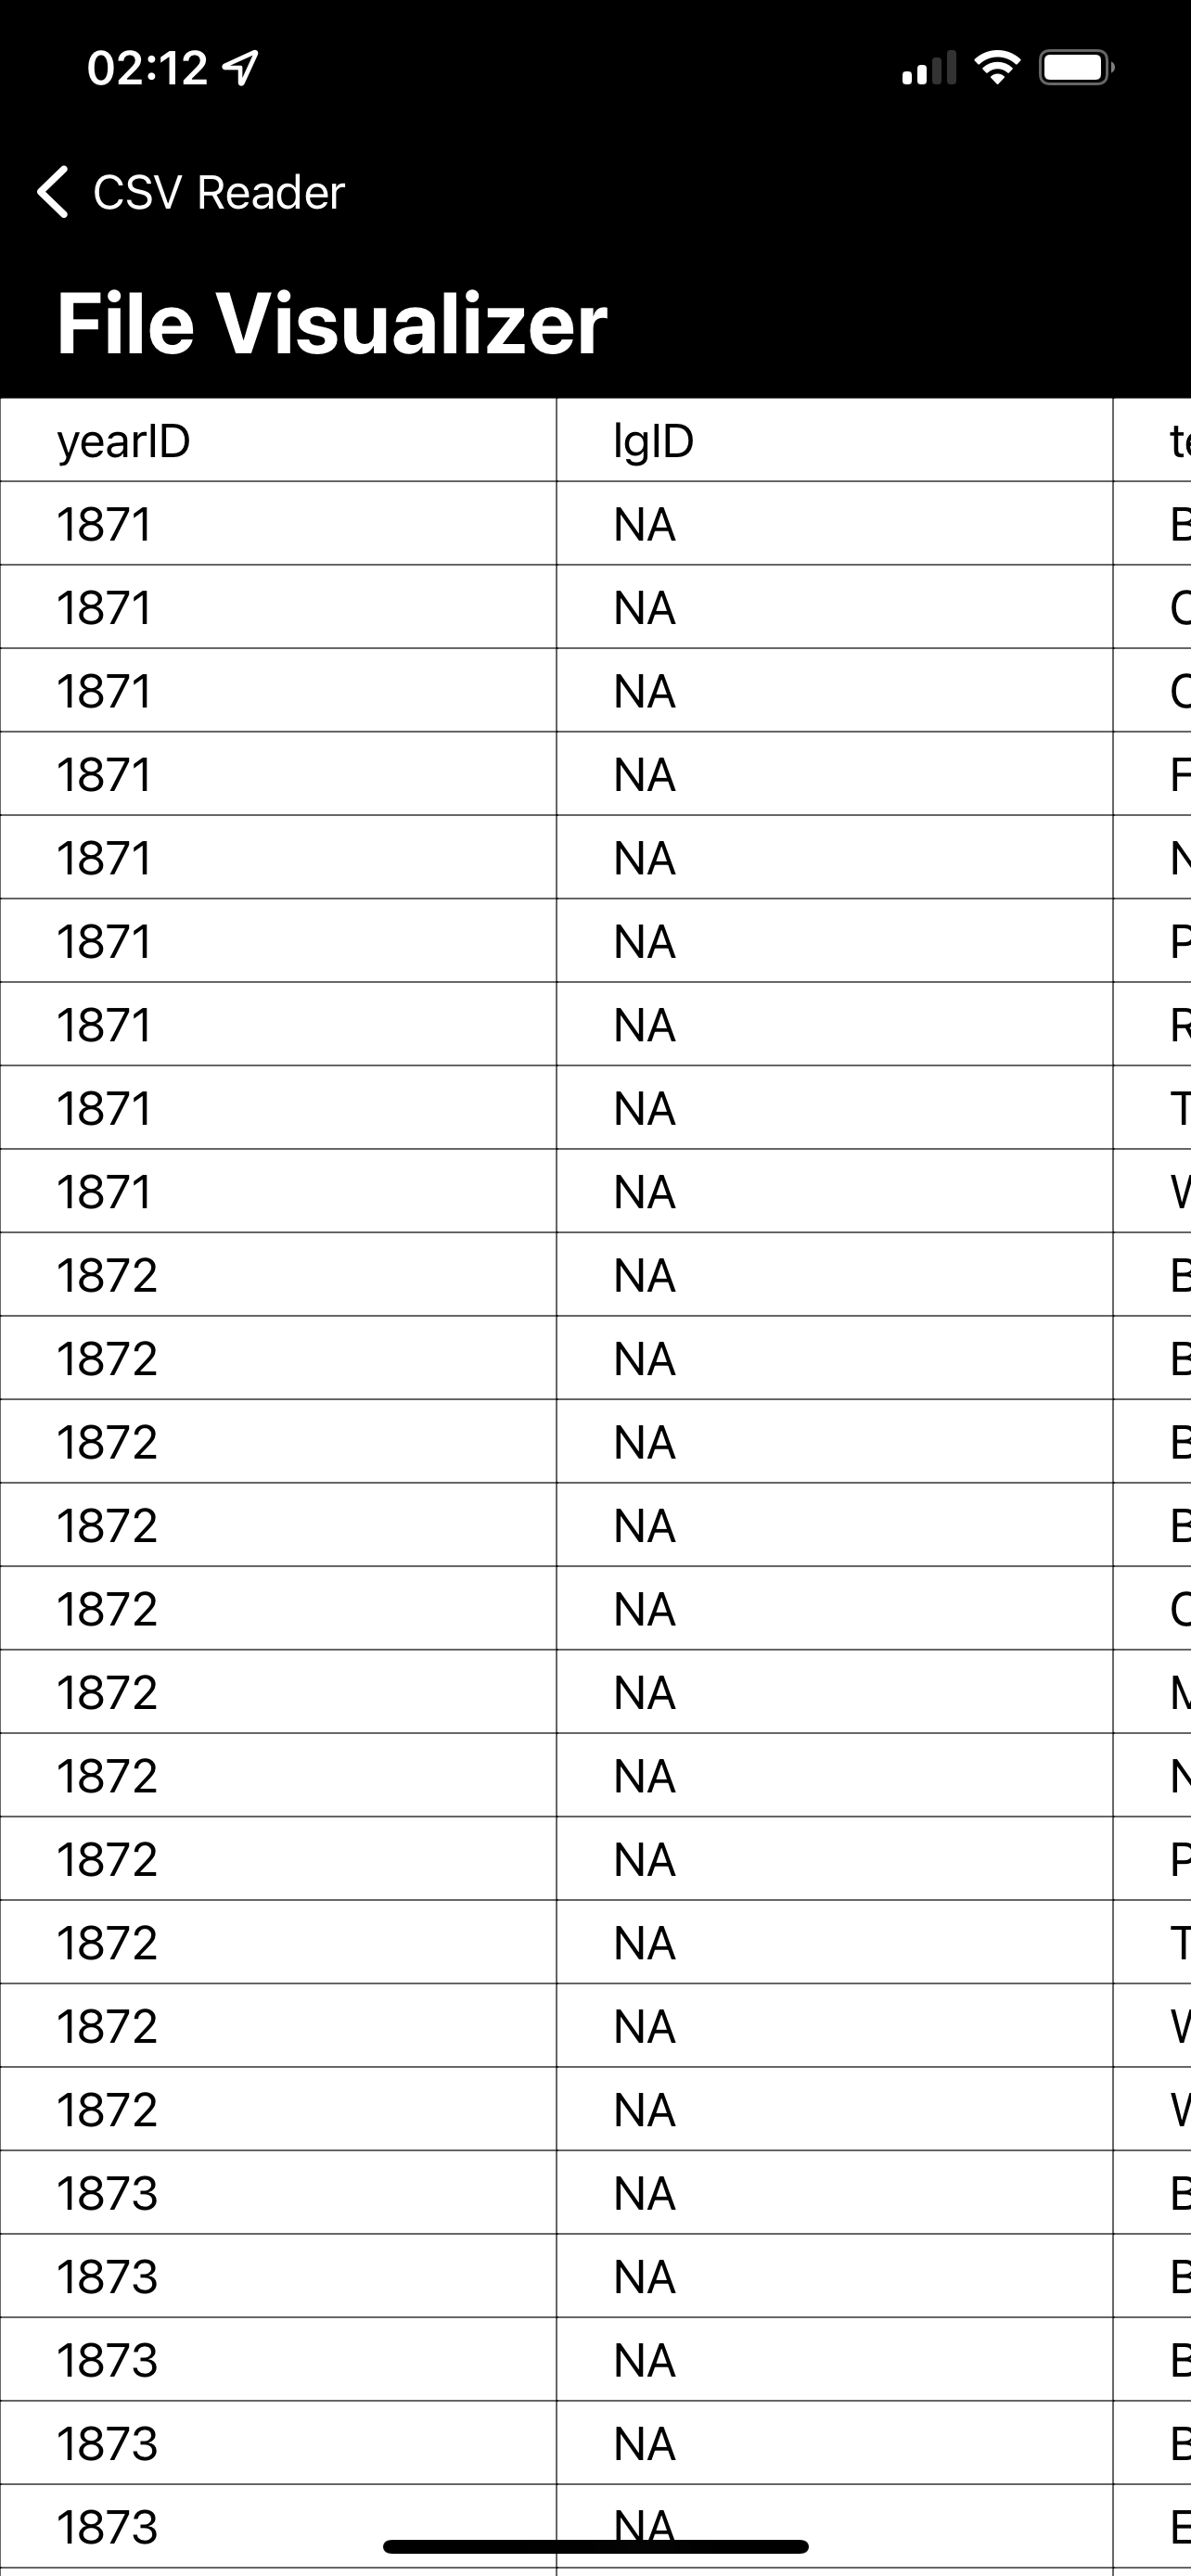 02:12
CSV Reader
File Visualizer
yearID lgID
1871 NA B
1871 NA C
1871 NA C
1871 NA F
1871 NA N
1871 NA P
1871 NA R
1871 NA T
1871 NA W
1872 NA B
1872 NA B
1872 NA B
1872 NA B
1872 NA C
1872 NA M
1872 NA N
1872 NA P
1872 NA T
1872 NA W
1872 NA W
1873 NA B
1873 NA B
1873 NA B
1873 NA B
1873 NA E